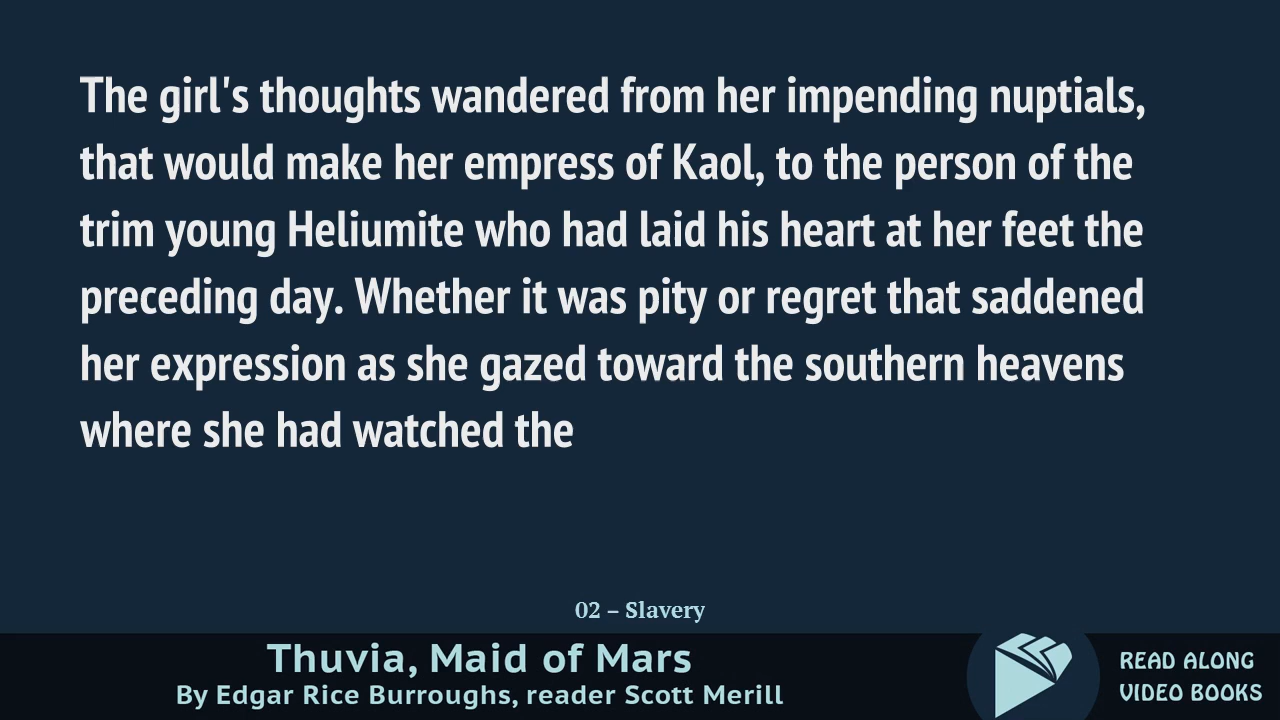 The girl's thoughts wandered from her impending nuptials,
that would make her empress of Kaol, to the person of the
trim young Heliumite who had laid his heart at her feet the
preceding day. Whether it was pity or regret that saddened
her expression as she gazed toward the southern heavens
where she had watched the
02 – Slavery
Thuvia, Maid of Mars
By Edgar Rice Burroughs, reader Scott Merill
READ ALONG
VIDEO BOOKS